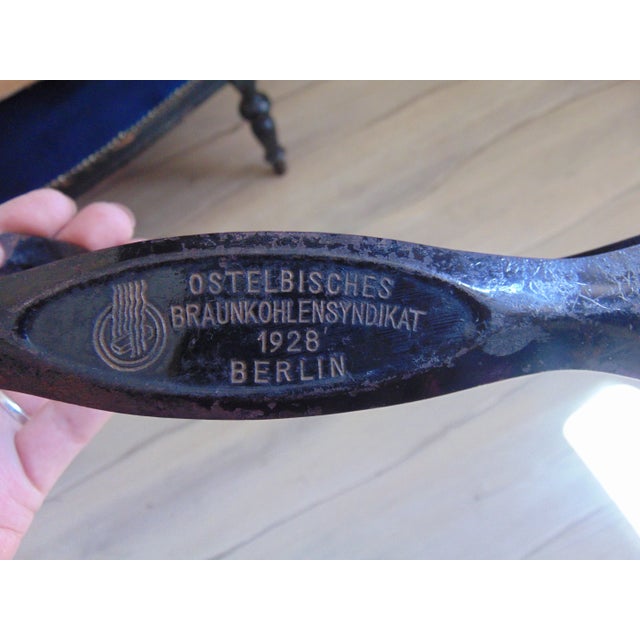 OSTELBISCHES
BRAUNKOHLENSYNDIKAT
1928
BERLIN